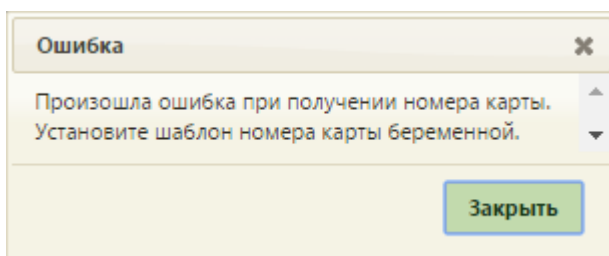 Ошибка
Произошла ошибка при получении номера карты.
Установите шаблон номера карты беременной.
Закрыть